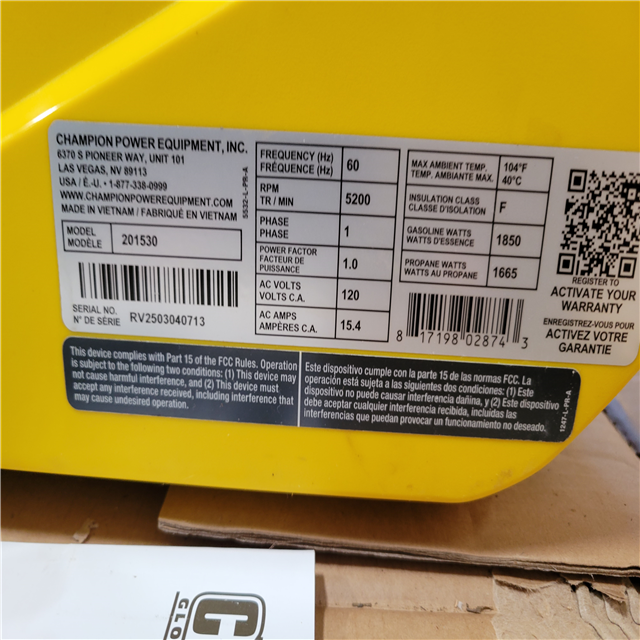 CHAMPION POWER EQUIPMENT, INC.
6370 S PIONEER WAY, UNIT 101
LAS VEGAS, NV 89113
USA / É.-U. • 1-877-338-0999
WWW.CHAMPIONPOWEREQUIPMENT.COM
MADE IN VIETNAM / FABRIQUÉ EN VIETNAM
5532-L-PR-A
MODEL
MODÈLE
201530
SERIAL NO.
N° DE SÉRIE
RV2503040713
FREQUENCY (Hz)
FRÉQUENCE (Hz)
60
RPM
TR / MIN
5200
PHASE
PHASE
1
POWER FACTOR
FACTEUR DE
PUISSANCE
1.0
AC VOLTS
VOLTS C.A.
120
AC AMPS
AMPÈRES C.A.
15.4
MAX AMBIENT TEMP.
TEMP. AMBIANTE MAX.
104°F
40°C
INSULATION CLASS
CLASSE D'ISOLATION
F
GASOLINE WATTS
WATTS D'ESSENCE
1850
PROPANE WATTS
WATTS AU PROPANE
1665
8 17198 02874 3
REGISTER TO
ACTIVATE YOUR
WARRANTY
ENREGISTREZ-VOUS POUR
ACTIVEZ VOTRE
GARANTIE
This device complies with Part 15 of the FCC Rules. Operation
is subject to the following two conditions: (1) This device may
not cause harmful interference, and (2) This device must
accept any interference received, including interference that
may cause undesired operation.
Este dispositivo cumple con la parte 15 de las normas FCC. La
operación está sujeta a las siguientes dos condiciones: (1) Este
dispositivo no puede causar interferencia dañina, y (2) Este dispositivo
debe aceptar cualquier interferencia recibida, incluidas las
interferencias que puedan provocar un funcionamiento no deseado.
1247-L-PR-A
C
GLO